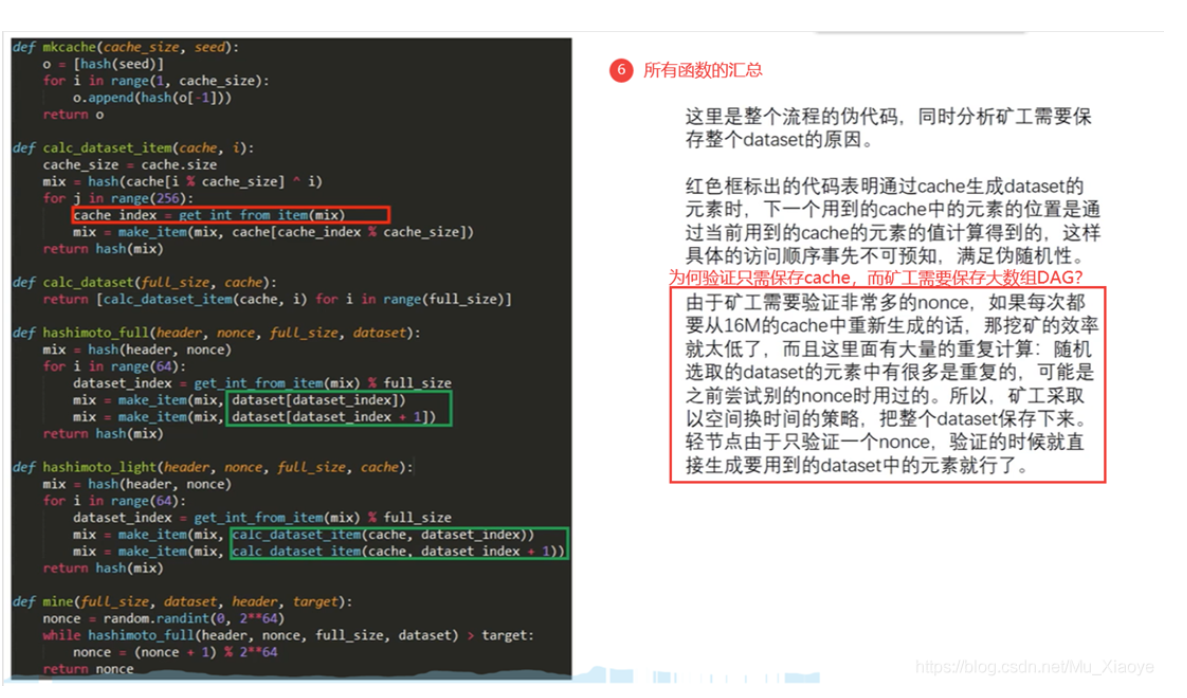 def mkcache(cache_size, seed):
    o = [hash(seed)]
    for i in range(1, cache_size):
        o.append(hash(o[-1]))
    return o
def calc_dataset_item(cache, i):
    cache_size = cache.size
    mix = hash(cache[i % cache_size] ^ i)
    for j in range(256):
        cache_index = get_int_from_item(mix)
        mix = make_item(mix, cache[cache_index % cache_size])
    return hash(mix)
def calc_dataset(full_size, cache):
    return [calc_dataset_item(cache, i) for i in range(full_size)]
def hashimoto_full(header, nonce, full_size, dataset):
    mix = hash(header, nonce)
    for i in range(64):
        dataset_index = get_int_from_item(mix) % full_size
        mix = make_item(mix, dataset[dataset_index])
        mix = make_item(mix, dataset[dataset_index + 1])
    return hash(mix)
def hashimoto_light(header, nonce, full_size, cache):
    mix = hash(header, nonce)
    for i in range(64):
        dataset_index = get_int_from_item(mix) % full_size
        mix = make_item(mix, calc_dataset_item(cache, dataset_index))
        mix = make_item(mix, calc_dataset_item(cache, dataset_index + 1))
    return hash(mix)
def mine(full_size, dataset, header, target):
    nonce = random.randint(0, 2**64)
    while hashimoto_full(header, nonce, full_size, dataset) > target:
        nonce = (nonce + 1) % 2**64
    return nonce
6 所有函数的汇总
这里是整个流程的伪代码，同时分析矿工需要保
存整个dataset的原因。
红色框标出的代码表明通过cache生成dataset的
元素时，下一个用到的cache中的元素的位置是通
过当前用到的cache的元素的值计算得到的，这样
具体的访问顺序事先不可预知，满足伪随机性。
为何验证只需保存cache，而矿工需要保存大数组DAG?
由于矿工需要验证非常多的nonce，如果每次都
要从16M的cache中重新生成的话，那挖矿的效率
就太低了，而且这里面有大量的重复计算：随机
选取的dataset的元素中有很多是重复的，可能是
之前尝试别的nonce时用过的。所以，矿工采取
以空间换时间的策略，把整个dataset保存下来。
轻节点由于只验证一个nonce，验证的时候就直
接生成要用到的dataset中的元素就行了。
https://blog.csdn.net/Mu_Xiaoye